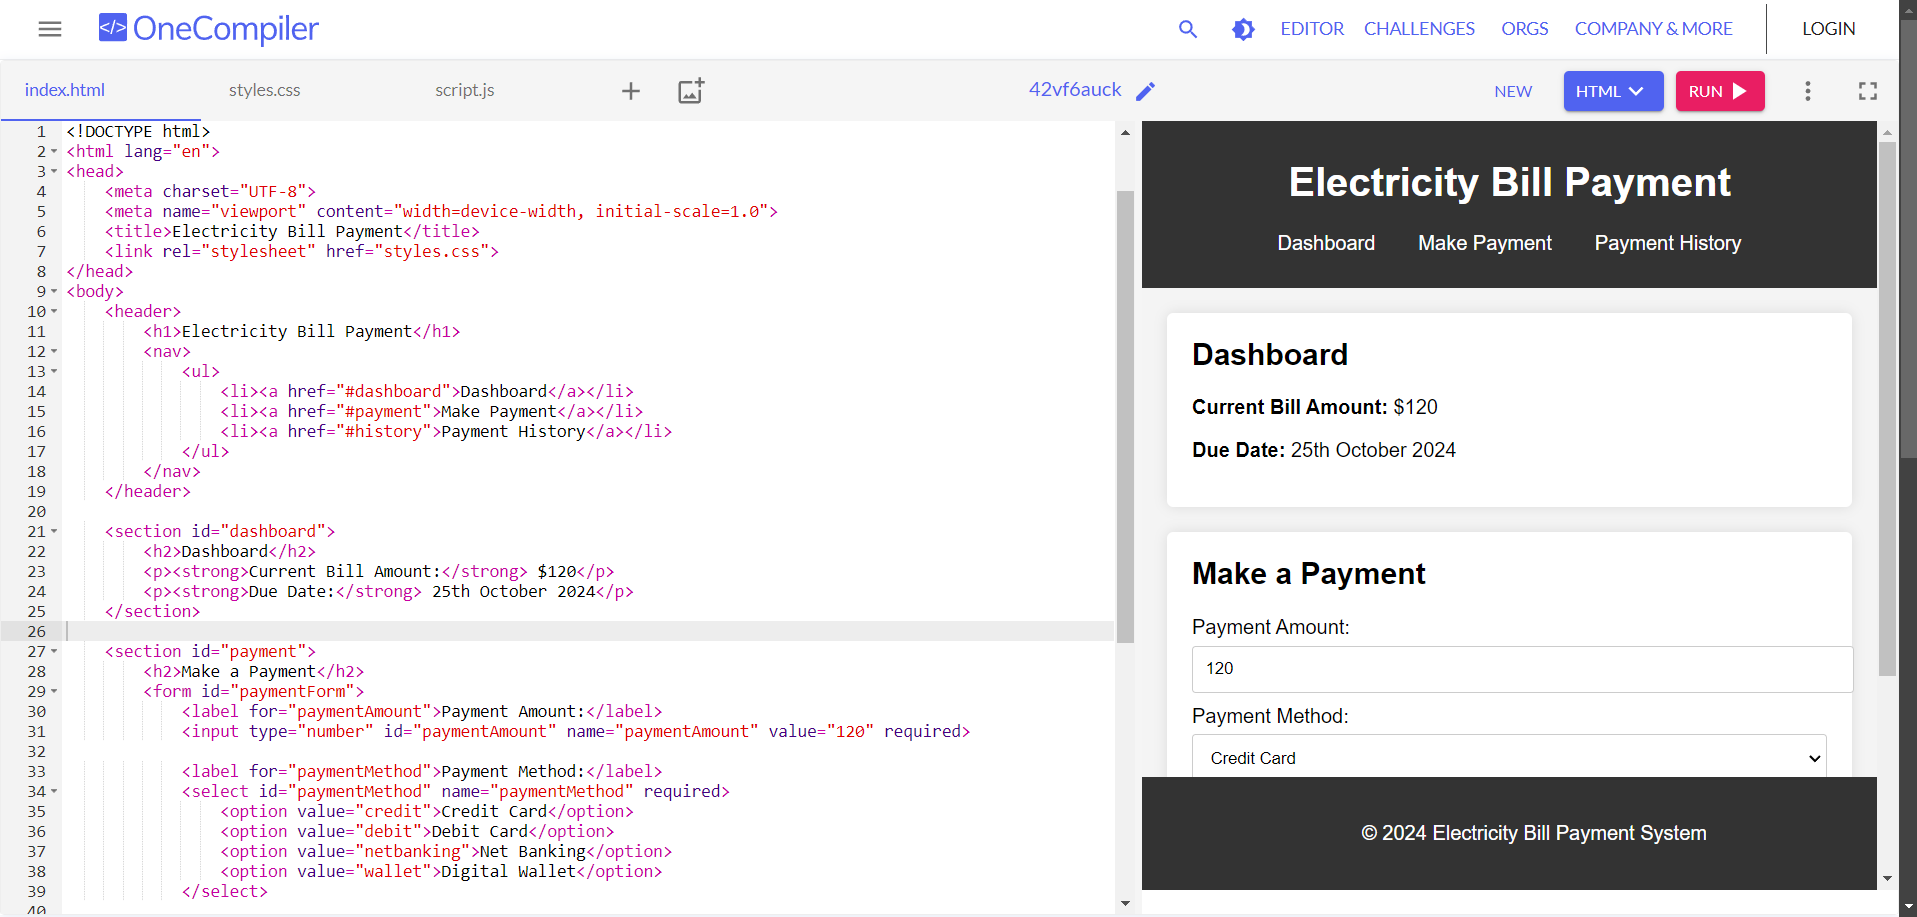 OneCompiler
EDITOR CHALLENGES ORGS COMPANY & MORE LOGIN
index.html styles.css script.js 42vf6auck NEW HTML RUN
1 <!DOCTYPE html>
2 <html lang="en">
3 <head>
4 <meta charset="UTF-8">
5 <meta name="viewport" content="width=device-width, initial-scale=1.0">
6 <title>Electricity Bill Payment</title>
7 <link rel="stylesheet" href="styles.css">
8 </head>
9 <body>
10 <header>
11 <h1>Electricity Bill Payment</h1>
12 <nav>
13 <ul>
14 <li><a href="#dashboard">Dashboard</a></li>
15 <li><a href="#payment">Make Payment</a></li>
16 <li><a href="#history">Payment History</a></li>
17 </ul>
18 </nav>
19 </header>
20
21 <section id="dashboard">
22 <h2>Dashboard</h2>
23 <p><strong>Current Bill Amount:</strong> $120</p>
24 <p><strong>Due Date:</strong> 25th October 2024</p>
25 </section>
26
27 <section id="payment">
28 <h2>Make a Payment</h2>
29 <form id="paymentForm">
30 <label for="paymentAmount">Payment Amount:</label>
31 <input type="number" id="paymentAmount" name="paymentAmount" value="120" required>
32
33 <label for="paymentMethod">Payment Method:</label>
34 <select id="paymentMethod" name="paymentMethod" required>
35 <option value="credit">Credit Card</option>
36 <option value="debit">Debit Card</option>
37 <option value="netbanking">Net Banking</option>
38 <option value="wallet">Digital Wallet</option>
39 </select>
40
Electricity Bill Payment
Dashboard Make Payment Payment History
Dashboard
Current Bill Amount: $120
Due Date: 25th October 2024
Make a Payment
Payment Amount:
120
Payment Method:
Credit Card
© 2024 Electricity Bill Payment System